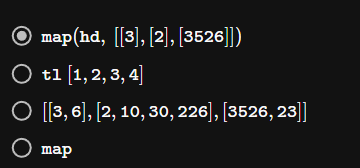 map(hd, [[3],[2],[3526]])
tl [1,2,3,4]
[[3,6],[2,10,30,226],[3526,23]]
map